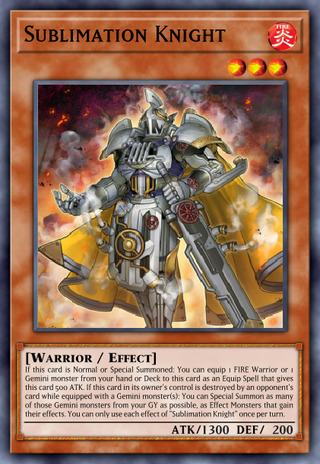 Sublimation Knight
FIRE
炎
[Warrior / Effect]
If this card is Normal or Special Summoned: You can equip 1 FIRE Warrior or 1
Gemini monster from your hand or Deck to this card as an Equip Spell that gives
this card 500 ATK. If this card in its owner's control is destroyed by an opponent's
card while equipped with a Gemini monster(s): You can Special Summon as many
of those Gemini monsters from your GY as possible, as Effect Monsters that gain
their effects. You can only use each effect of "Sublimation Knight" once per turn.
ATK/1300 DEF/ 200